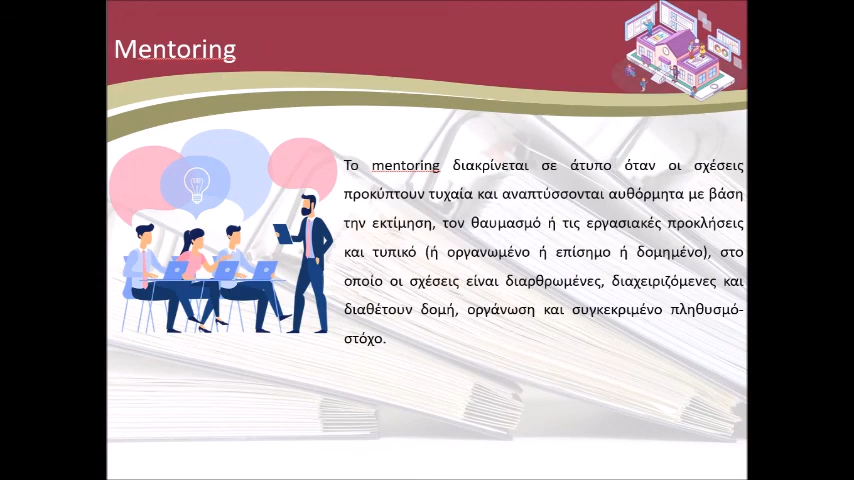 Mentoring
Το mentoring διακρίνεται σε άτυπο όταν οι σχέσεις
προκύπτουν τυχαία και αναπτύσσονται αυθόρμητα με βάση
την εκτίμηση, τον θαυμασμό ή τις εργασιακές προκλήσεις
και τυπικό (ή οργανωμένο ή επίσημο ή δομημένο), στο
οποίο οι σχέσεις είναι διαρθρωμένες, διαχειριζόμενες και
διαθέτουν δομή, οργάνωση και συγκεκριμένο πληθυσμό-
στόχο.